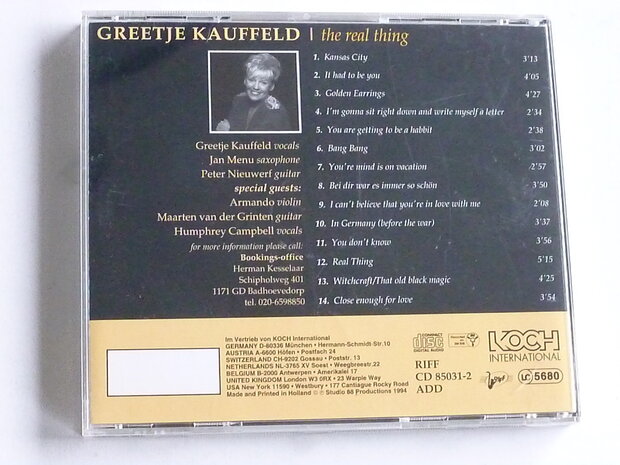 GREETJE KAUFFELD | the real thing
Greetje Kauffeld vocals
Jan Menu saxophone
Peter Nieuwerf guitar
special guests:
Armando violin
Maarten van der Grinten guitar
Humphrey Campbell vocals
for more information please call:
Bookings-office
Herman Kesselaar
Schipholweg 401
1171 GD Badhoevedorp
tel. 020-6598850
1. Kansas City 3'13
2. It had to be you 4'05
3. Golden Earrings 4'27
4. I'm gonna sit right down and write myself a letter 2'34
5. You are getting to be a habbit 2'38
6. Bang Bang 3'02
7. You're mind is on vacation 2'57
8. Bei dir war es immer so schön 3'50
9. I can't believe that you're in love with me 2'08
10. In Germany (before the war) 3'37
11. You don't know 3'56
12. Real Thing 5'15
13. Witchcraft/That old black magic 4'25
14. Close enough for love 3'54
Im Vertrieb von KOCH International
GERMANY D-80336 München • Hermann-Schmidt-Str.10
AUSTRIA A-6600 Höfen • Postfach 24
SWITZERLAND CH-9202 Gossau • Poststr. 13
NETHERLANDS NL-3765 XV Soest • Weegbreestr.22
BELGIUM B-2000 Antwerpen • Amerikalei 17
UNITED KINGDOM London W3 0RX • 23 Warple Way
USA New York 11590 • Westbury • 177 Cantiague Rocky Road
Made and Printed in Holland ©℗ Studio 88 Productions 1994
COMPACT
disc
DIGITAL AUDIO
RIFF
CD 85031-2
ADD
KOCH
INTERNATIONAL
LC 5680